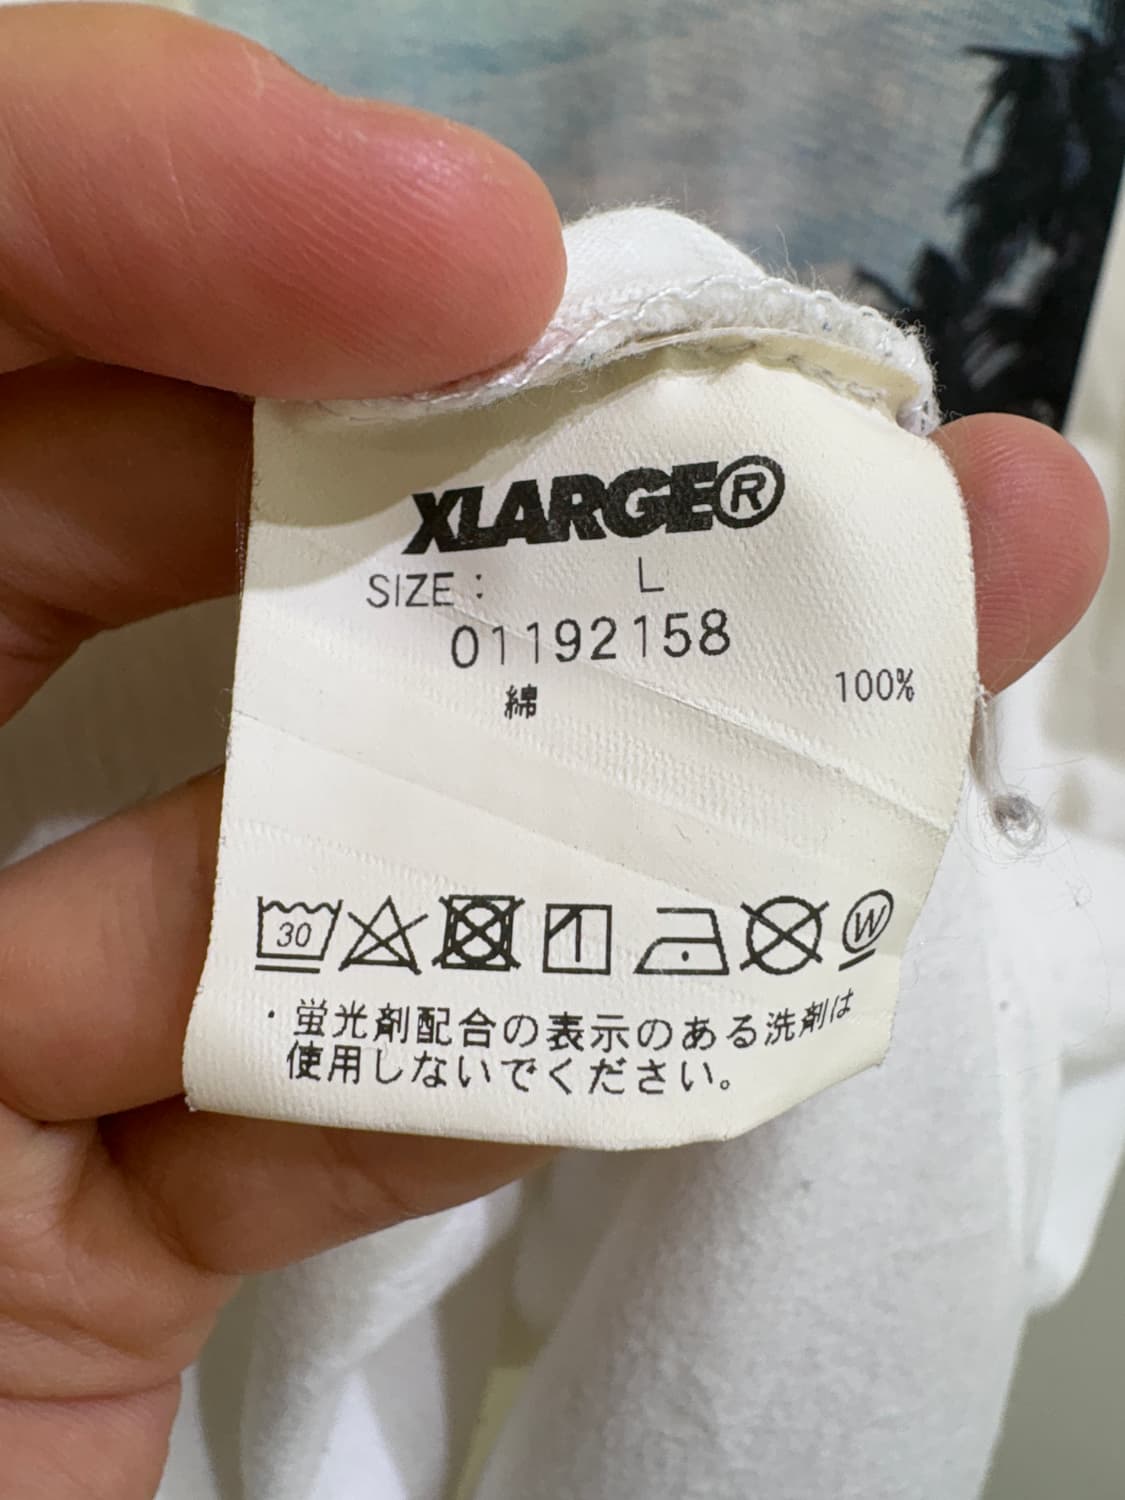 XLARGE®
SIZE : L
01192158
綿 100%
30
W
・蛍光剤配合の表示のある洗剤は
使用しないでください。